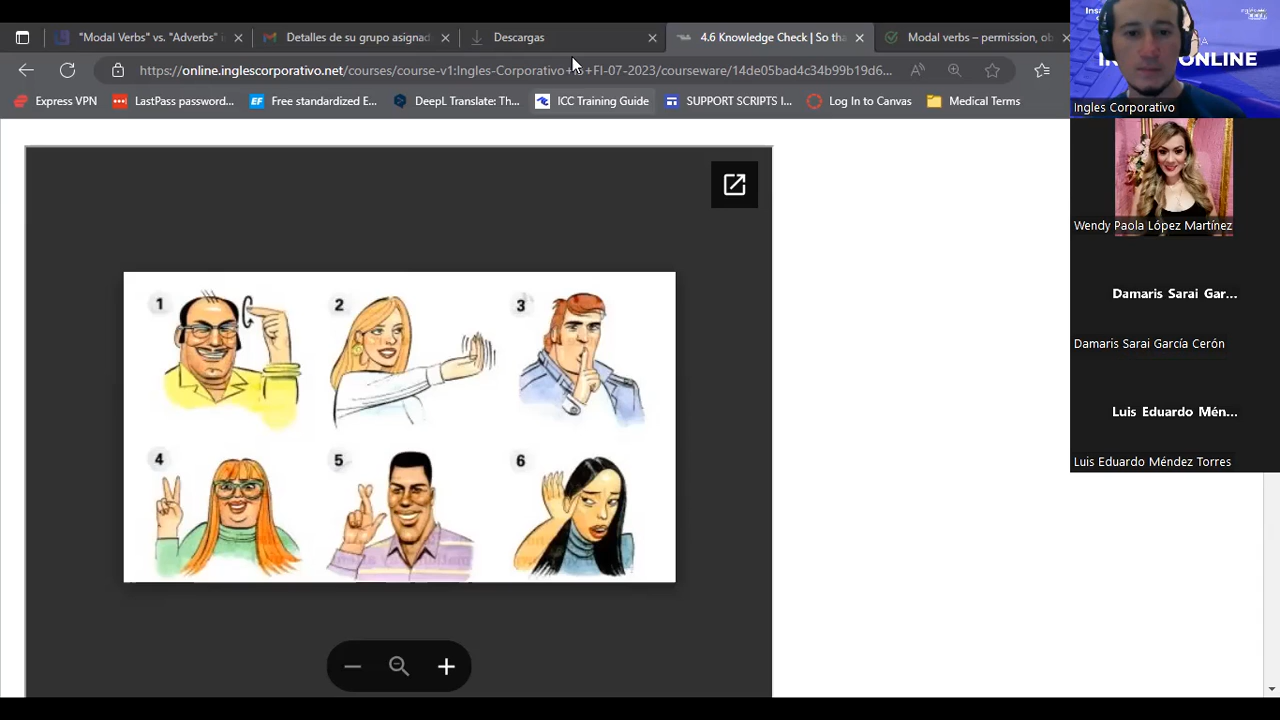 "Modal Verbs" vs. "Adverbs" i
Detalles de su grupo asignad
Descargas
4.6 Knowledge Check | So tha
Modal verbs – permission, ob
https://online.inglescorporativo.net/courses/course-v1:Ingles-Corporativo
FI-07-2023/courseware/14de05bad4c34b99b19d6...
Express VPN
LastPass password...
EF Free standardized E...
DeepL Translate: Th...
ICC Training Guide
SUPPORT SCRIPTS I...
Log In to Canvas
Medical Terms
ONLINE
Ingles Corporativo
Wendy Paola López Martínez
Damaris Sarai Gar...
Damaris Sarai García Cerón
Luis Eduardo Mén...
Luis Eduardo Méndez Torres
1
2
3
4
5
6